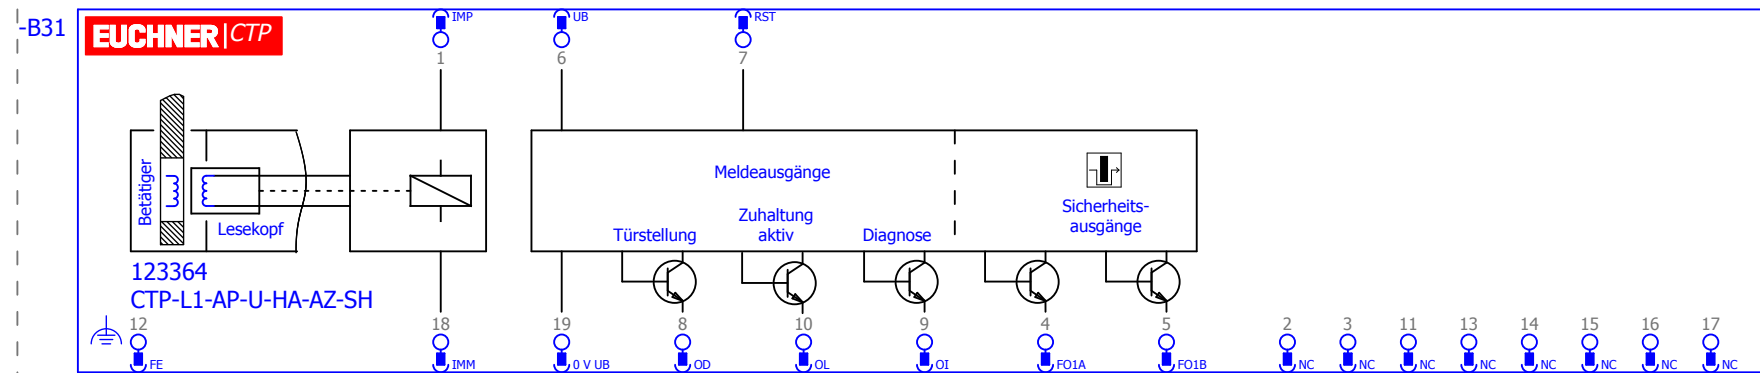 -B31
EUCHNER CTP
IMP
UB
RST
1
6
7
Betätiger
Lesekopf
Meldeausgänge
Türstellung
Zuhaltung
aktiv
Diagnose
Sicherheits-
ausgänge
123364
CTP-L1-AP-U-HA-AZ-SH
12
18
19
8
10
9
4
5
2
3
11
13
14
15
16
17
FE
IMM
0 V UB
OD
OL
OI
FO1A
FO1B
NC
NC
NC
NC
NC
NC
NC
NC